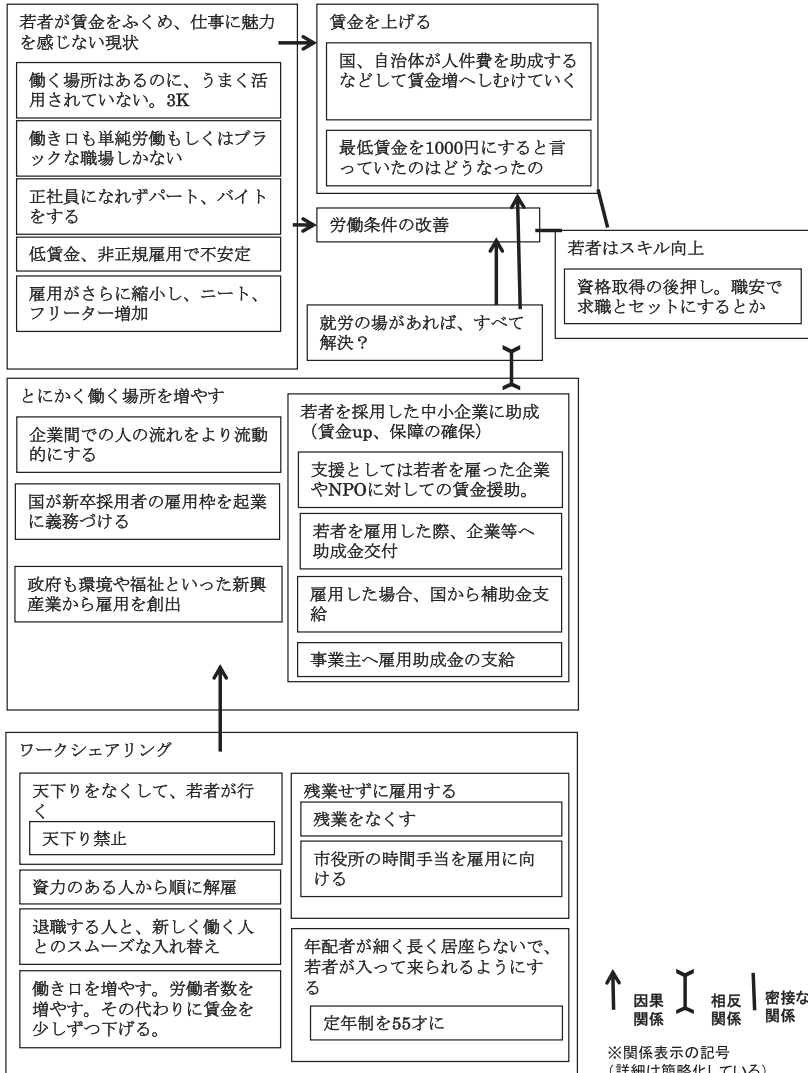 若者が賃金をふくめ、仕事に魅力
を感じない現状
働く場所はあるのに、うまく活
用されていない。3K
働き口も単純労働もしくはブラ
ックな職場しかない
正社員になれずパート、バイト
をする
低賃金、非正規雇用で不安定
雇用がさらに縮小し、ニート、
フリーター増加
賃金を上げる
国、自治体が人件費を助成する
などして賃金増へしむけていく
最低賃金を1000円にすると言
っていたのはどうなったの
労働条件の改善
若者はスキル向上
資格取得の後押し。職安で
求職とセットにするとか
就労の場があれば、すべて
解決？
とにかく働く場所を増やす
企業間での人の流れをより流動
的にする
国が新卒採用者の雇用枠を起業
に義務づける
政府も環境や福祉といった新興
産業から雇用を創出
若者を採用した中小企業に助成
（賃金up、保障の確保）
支援としては若者を雇った企業
やNPOに対しての賃金援助。
若者を雇用した際、企業等へ
助成金交付
雇用した場合、国から補助金支
給
事業主へ雇用助成金の支給
ワークシェアリング
天下りをなくして、若者が行
く
天下り禁止
資力のある人から順に解雇
退職する人と、新しく働く人
とのスムーズな入れ替え
働き口を増やす。労働者数を
増やす。その代わりに賃金を
少しずつ下げる。
残業せずに雇用する
残業をなくす
市役所の時間手当を雇用に向
ける
年配者が細く長く居座らないで、
若者が入って来られるようにす
る
定年制を55才に
因果
関係
相反
関係
密接な
関係
※関係表示の記号
（詳細は簡略化している）